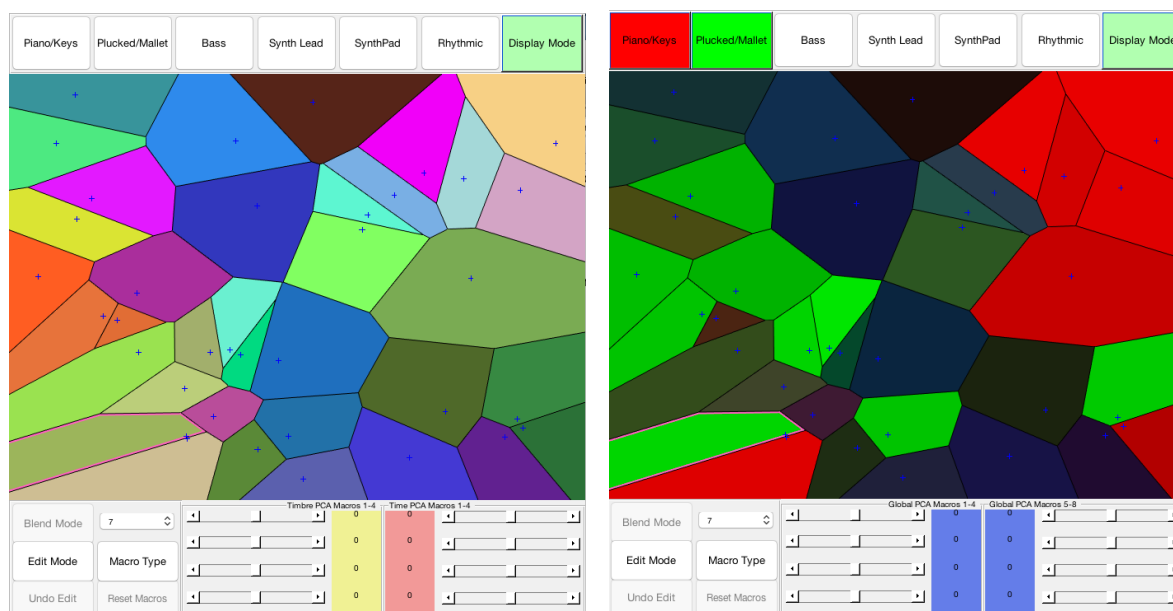 Piano/Keys Plucked/Mallet Bass Synth Lead SynthPad Rhythmic Display Mode
Timbre PCA Macros 1-4 Time PCA Macros 1-4
Blend Mode 7
0 0
0 0
Edit Mode Macro Type
0 0
Undo Edit Reset Macros
0 0
Piano/Keys Plucked/Mallet Bass Synth Lead SynthPad Rhythmic Display Mode
Global PCA Macros 1-4 Global PCA Macros 5-8
Blend Mode 7
0 0
0 0
Edit Mode Macro Type
0 0
Undo Edit Reset Macros
0 0